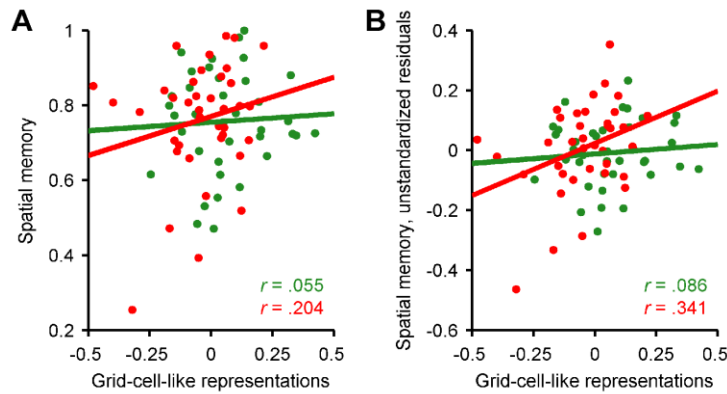 A
Spatial memory
1
0.8
0.6
0.4
0.2
-0.5
-0.25
0
0.25
0.5
r = .055
r = .204
Grid-cell-like representations
B
Spatial memory, unstandardized residuals
0.4
0.2
0
-0.2
-0.4
-0.6
-0.5
-0.25
0
0.25
0.5
r = .086
r = .341
Grid-cell-like representations